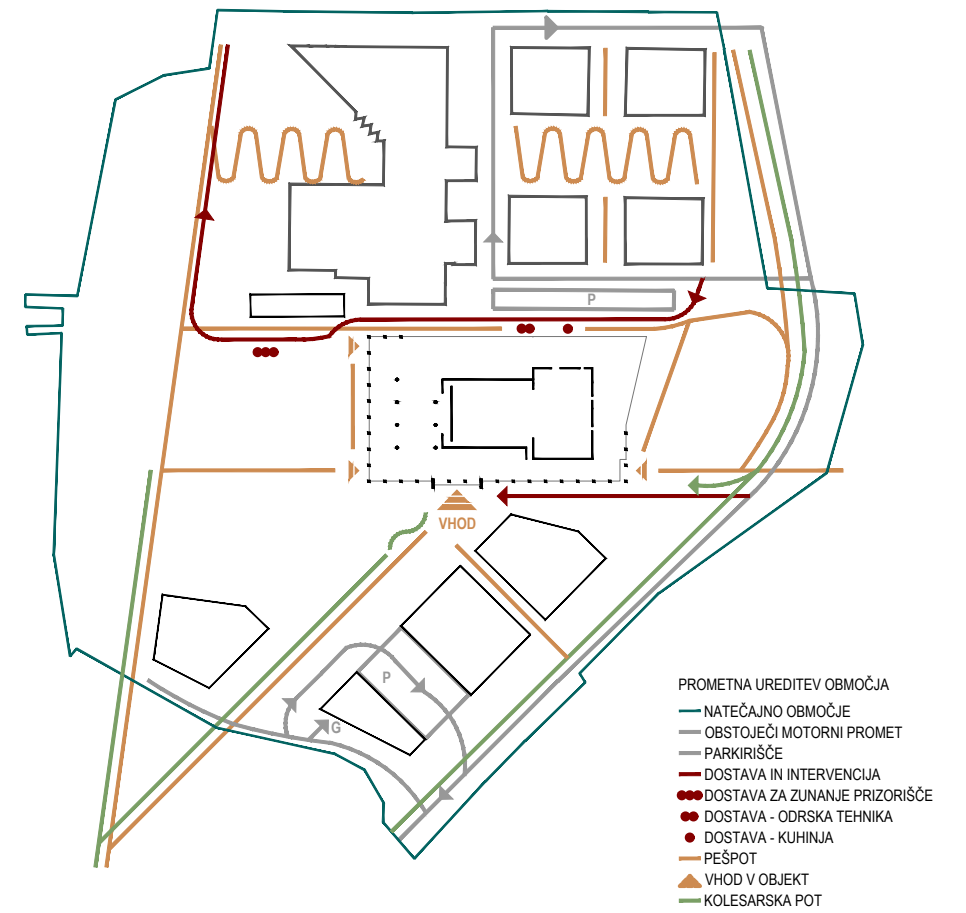 P
VHOD
P
G
PROMETNA UREDITEV OBMOČJA
NATEČAJNO OBMOČJE
OBSTOJEČI MOTORNI PROMET
PARKIRIŠČE
DOSTAVA IN INTERVENCIJA
DOSTAVA ZA ZUNANJE PRIZORIŠČE
DOSTAVA - ODRSKA TEHNIKA
DOSTAVA - KUHINJA
PEŠPOT
VHOD V OBJEKT
KOLESARSKA POT